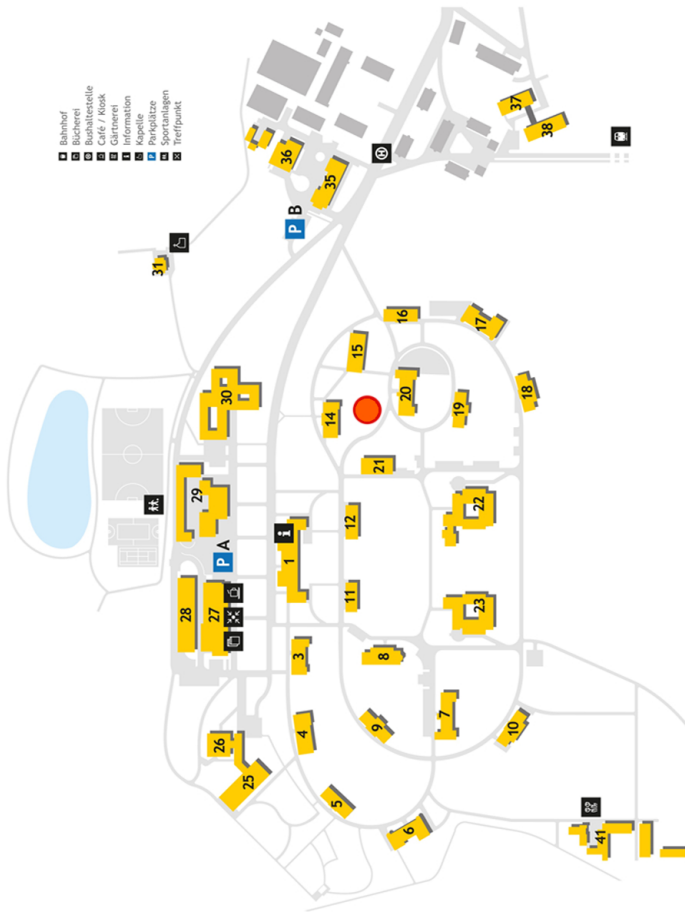 Bahnhof
Bücherei
Bushaltestelle
Café / Kiosk
Gärtnerei
Information
Kapelle
Parkplätze
Sportanlagen
Treffpunkt
P
31
P B
36
35
H
37
38
30
29
P A
28
27
i
1
14
15
16
17
18
19
20
21
12
11
22
23
3
4
5
6
7
8
9
10
26
25
41